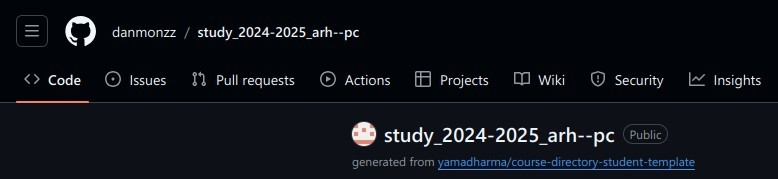 danmonzz / study_2024-2025_arh--pc
Code Issues Pull requests Actions Projects Wiki Security Insights
study_2024-2025_arh--pc Public
generated from yamadharma/course-directory-student-template